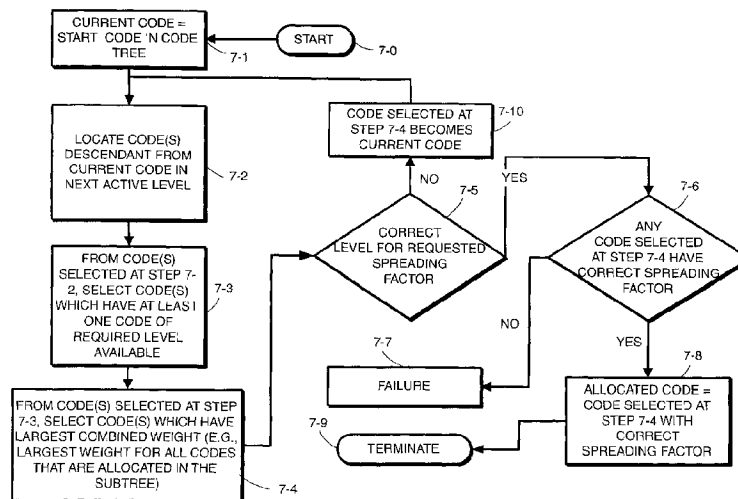 CURRENT CODE =
START CODE 'N CODE
TREE
7-1
START
7-0
LOCATE CODE(S)
DESCENDANT FROM
CURRENT CODE IN
NEXT ACTIVE LEVEL
7-2
FROM CODE(S)
SELECTED AT STEP 7-
2, SELECT CODE(S)
WHICH HAVE AT LEAST
ONE CODE OF
REQUIRED LEVEL
AVAILABLE
7-3
FROM CODE(S) SELECTED AT STEP
7-3, SELECT CODE(S) WHICH HAVE
LARGEST COMBINED WEIGHT (E.G.,
LARGEST WEIGHT FOR ALL CODES
THAT ARE ALLOCATED IN THE
SUBTREE)
7-4
CODE SELECTED AT
STEP 7-4 BECOMES
CURRENT CODE
7-10
NO
7-5
YES
CORRECT
LEVEL FOR REQUESTED
SPREADING
FACTOR
7-6
ANY
CODE SELECTED
AT STEP 7-4 HAVE
CORRECT SPREADING
FACTOR
NO
YES
7-7
FAILURE
7-8
ALLOCATED CODE =
CODE SELECTED AT
STEP 7-4 WITH
CORRECT
SPREADING FACTOR
7-9
TERMINATE